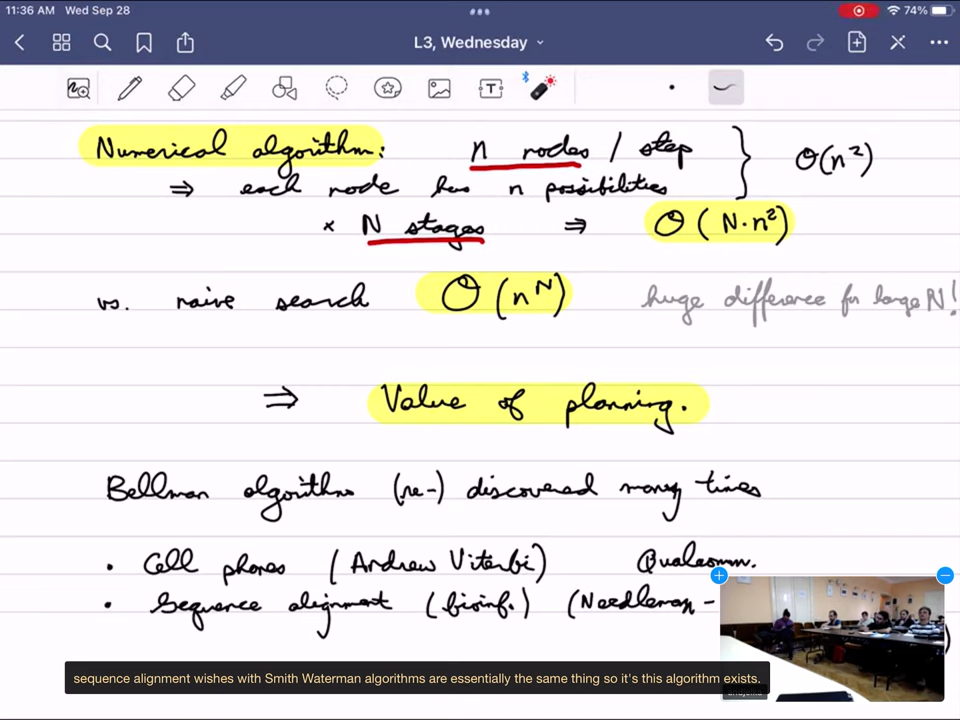 11:36 AM Wed Sep 28
74%
L3, Wednesday
T
Numerical algorithm: n nodes / step
O(n²)
⇒ each node has n possibilities
× N stages ⇒ O(N·n²)
vs. naive search O(n^N) huge difference for large N!
⇒ Value of planning.
Bellman algorithm (re-) discovered many times
• Cell phones (Andrew Viterbi) Qualcomm.
• Sequence alignment (bioinf.) (Needleman -
sequence alignment wishes with Smith Waterman algorithms are essentially the same thing so it's this algorithm exists.